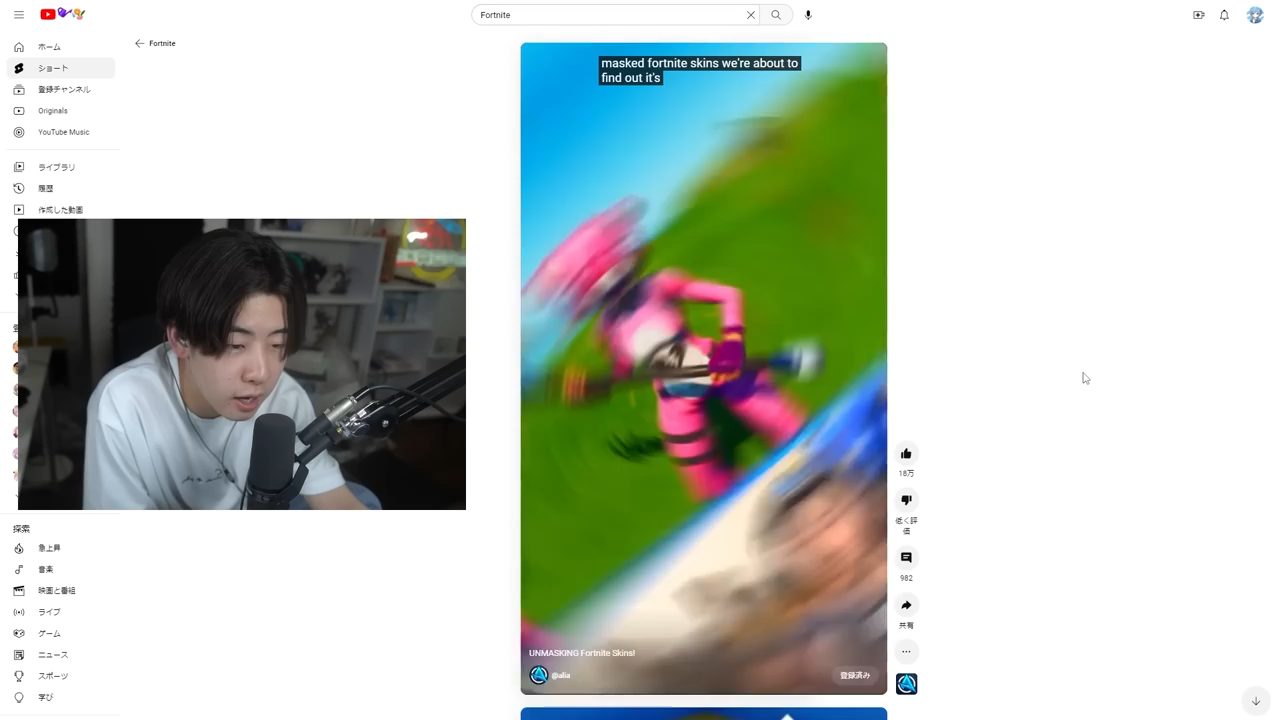 Fortnite
ホーム
ショート
登録チャンネル
Originals
YouTube Music
ライブラリ
履歴
作成した動画
探索
急上昇
音楽
映画と番組
ライブ
ゲーム
ニュース
スポーツ
学び
Fortnite
masked fortnite skins we're about to
find out it's
UNMASKING Fortnite Skins!
@alia
登録済み
18万
低く評
価
982
共有